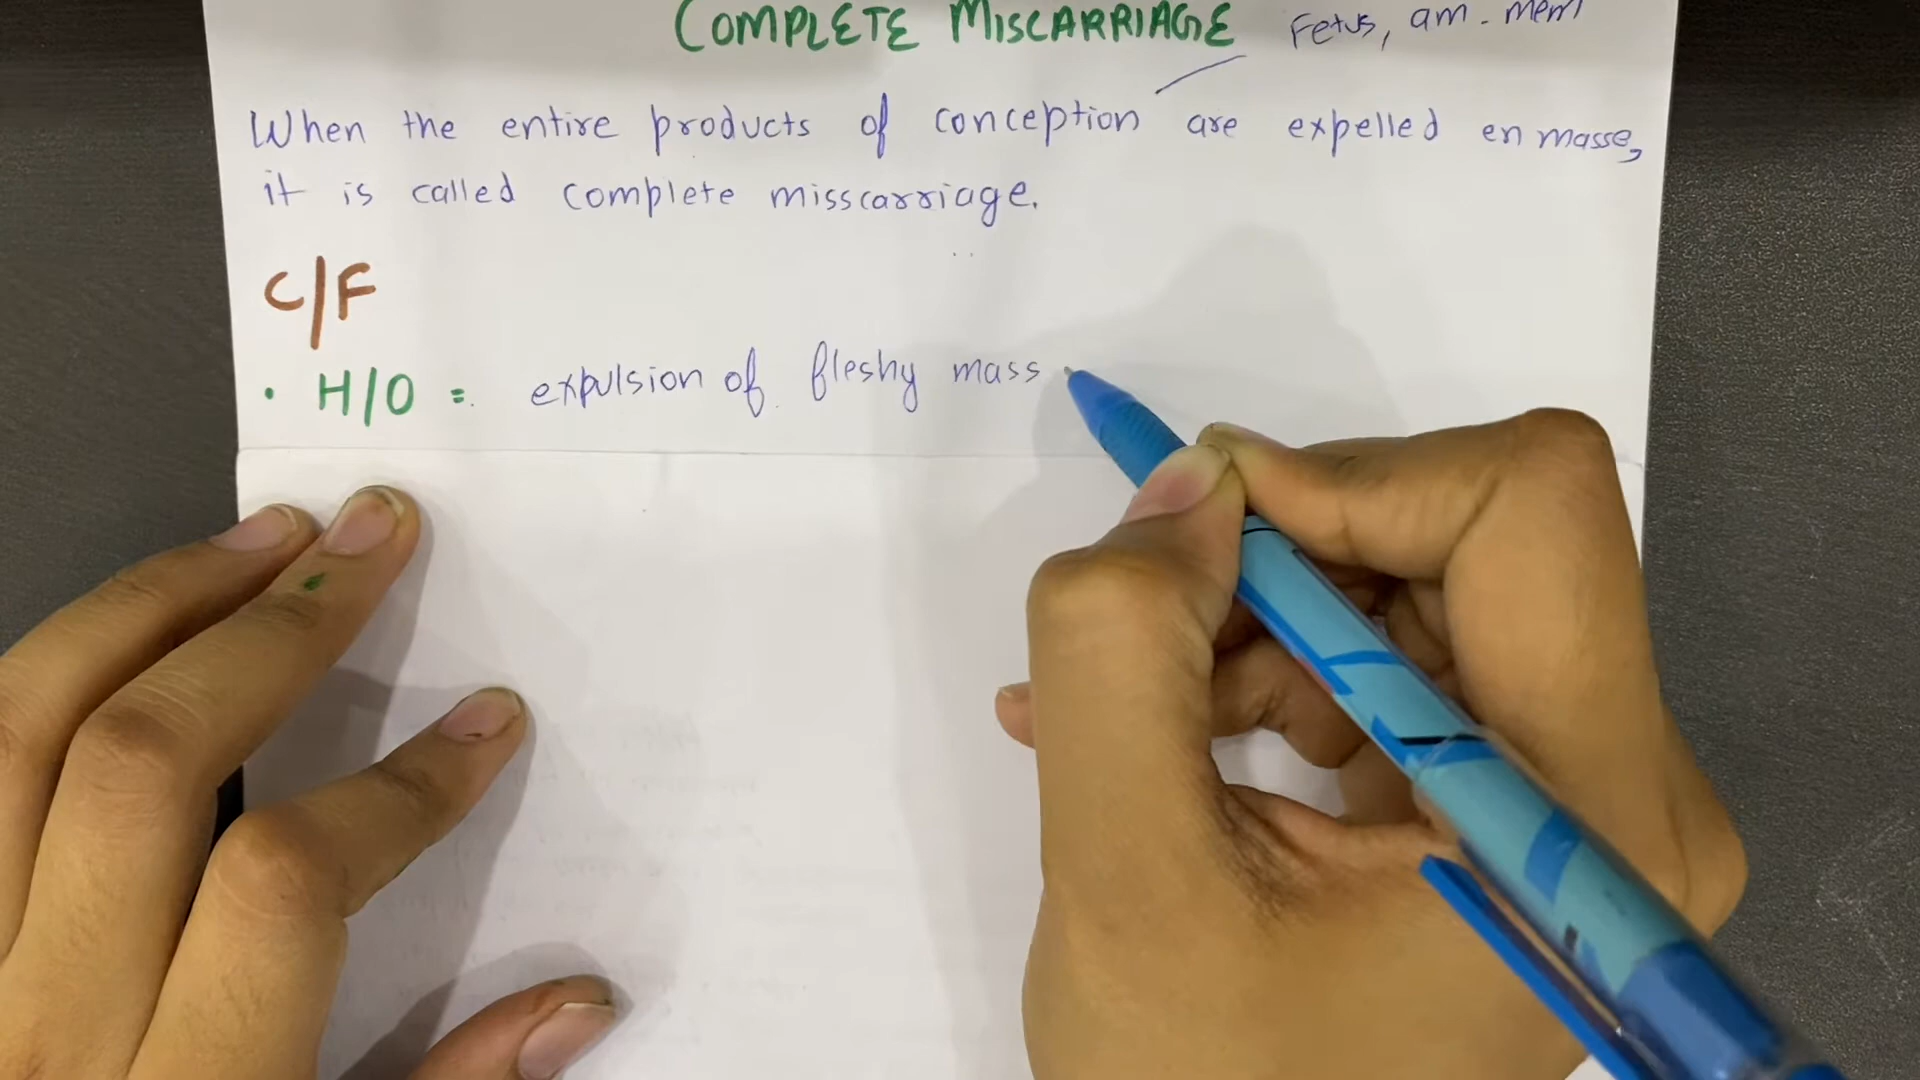 COMPLETE MISCARRIAGE Fetus, am. mem
When the entire products of conception are expelled en masse,
it is called complete misscarriage.
C/F
• H/O = expulsion of fleshy mass